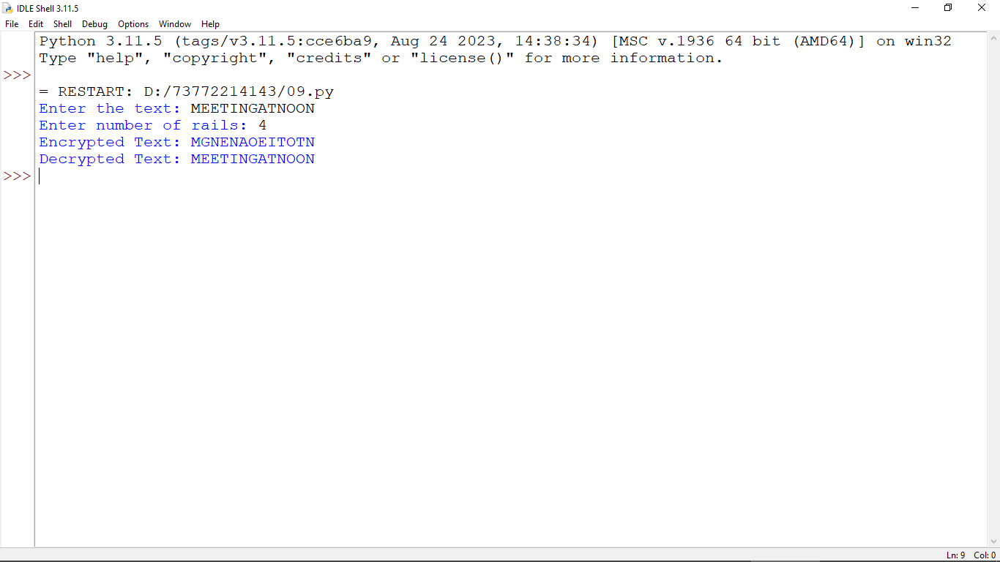 IDLE Shell 3.11.5
File Edit Shell Debug Options Window Help
Python 3.11.5 (tags/v3.11.5:cce6ba9, Aug 24 2023, 14:38:34) [MSC v.1936 64 bit (AMD64)] on win32
Type "help", "copyright", "credits" or "license()" for more information.
>>>
= RESTART: D:/73772214143/09.py
Enter the text: MEETINGATNOON
Enter number of rails: 4
Encrypted Text: MGNENAOEITOTN
Decrypted Text: MEETINGATNOON
>>>
Ln: 9 Col: 0